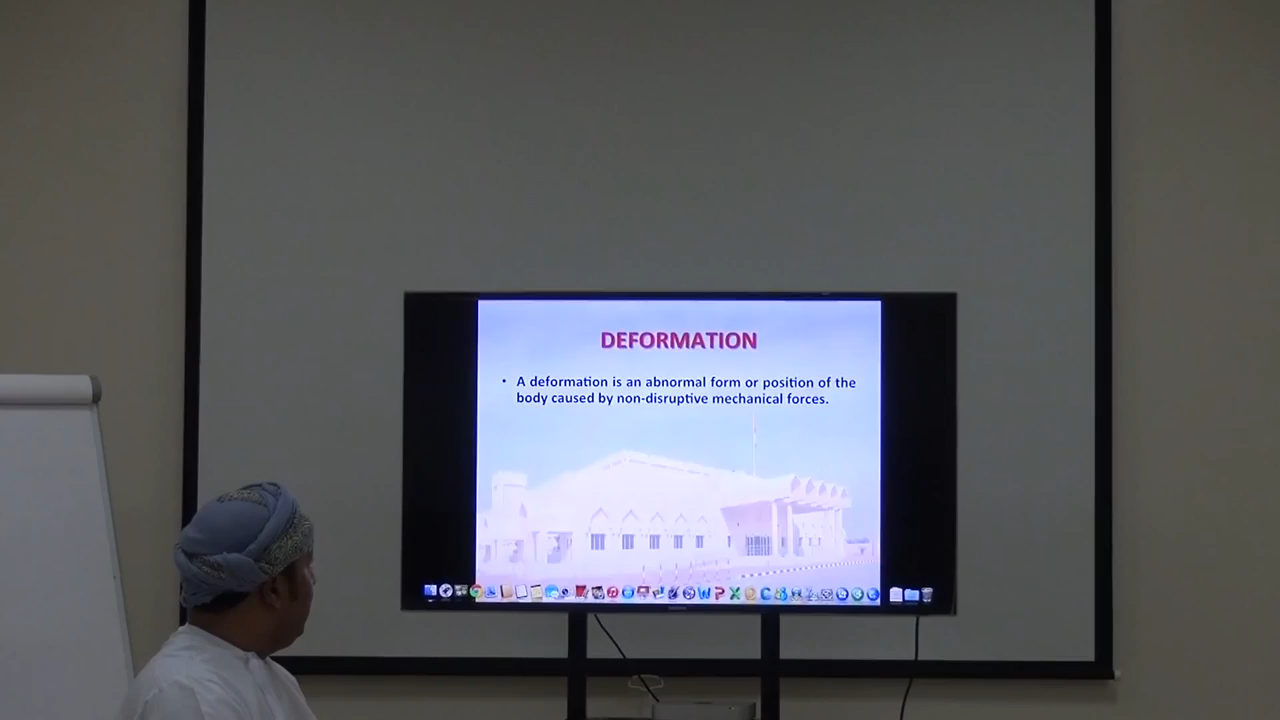 DEFORMATION
• A deformation is an abnormal form or position of the
body caused by non-disruptive mechanical forces.